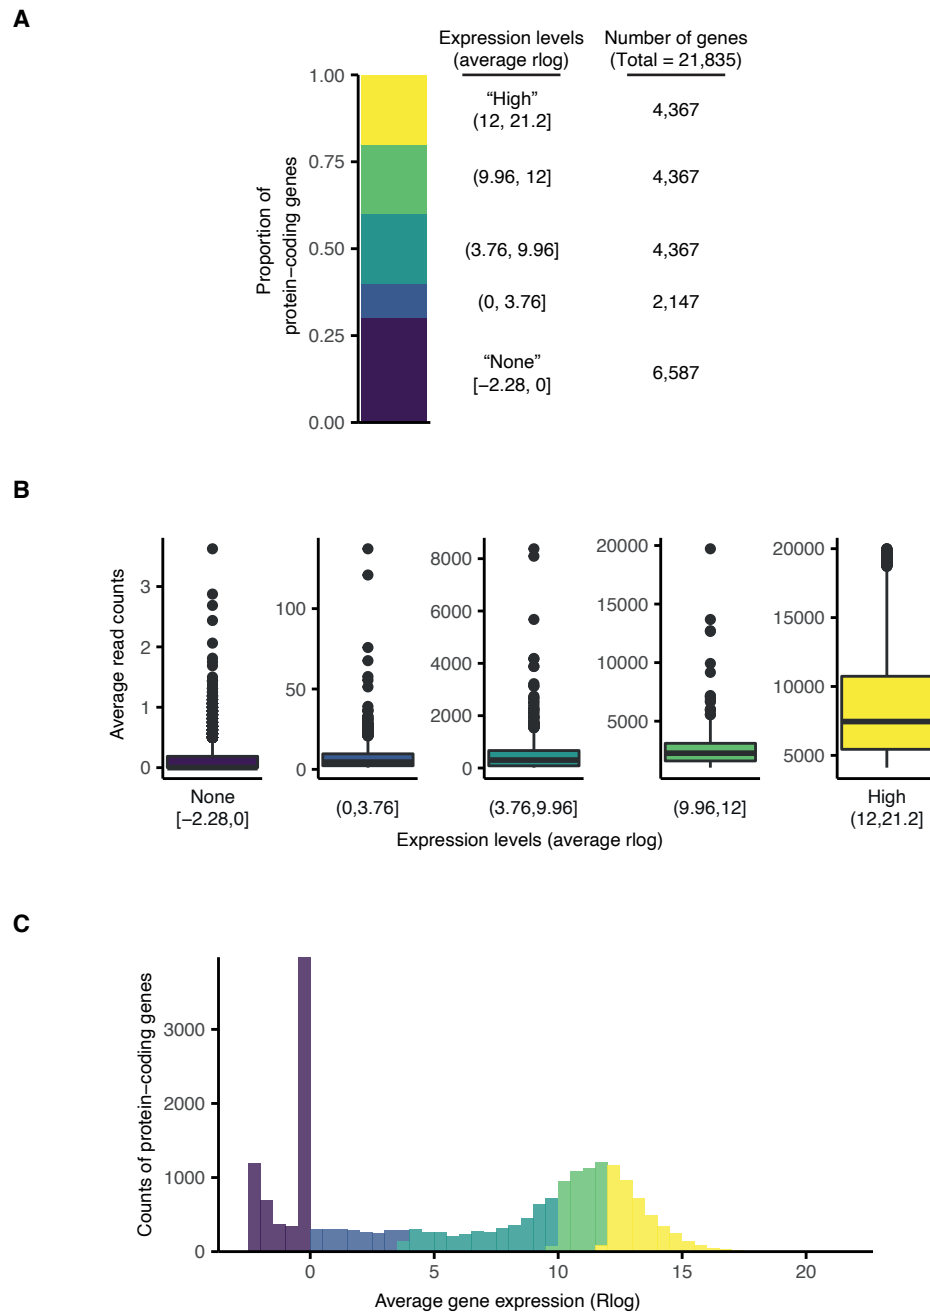 A
Expression levels
(average rlog)
Number of genes
(Total = 21,835)
1.00
0.75
0.50
0.25
0.00
Proportion of
protein−coding genes
“High”
(12, 21.2]
4,367
(9.96, 12]
4,367
(3.76, 9.96]
4,367
(0, 3.76]
2,147
“None”
[−2.28, 0]
6,587
B
Average read counts
3
2
1
0
100
50
0
8000
6000
4000
2000
0
20000
15000
10000
5000
20000
15000
10000
5000
None
[−2.28,0]
(0,3.76]
(3.76,9.96]
(9.96,12]
High
(12,21.2]
Expression levels (average rlog)
C
Counts of protein−coding genes
3000
2000
1000
0
0
5
10
15
20
Average gene expression (Rlog)